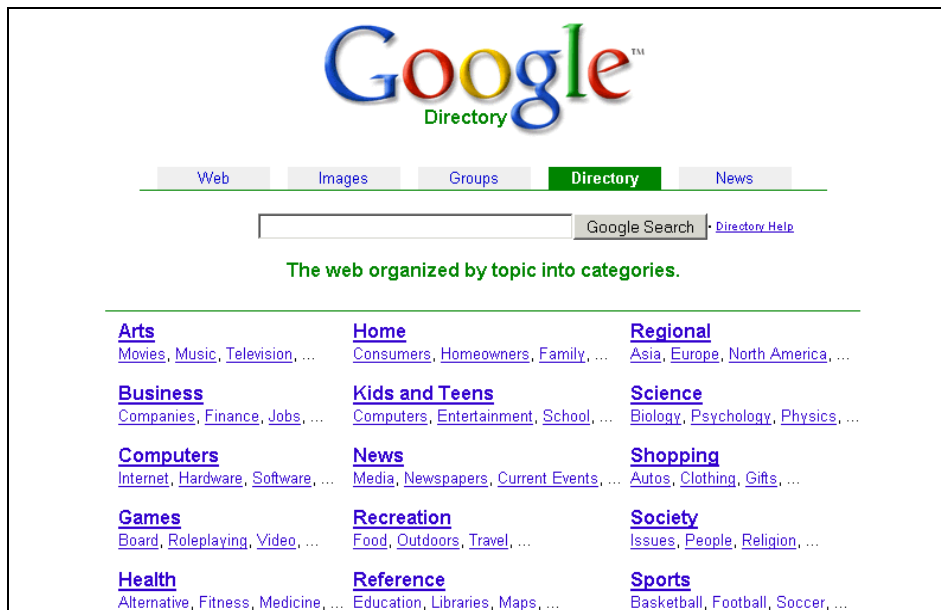 Google™
Directory
Web Images Groups Directory News
Google Search • Directory Help
The web organized by topic into categories.
Arts Home Regional
Movies, Music, Television, ... Consumers, Homeowners, Family, ... Asia, Europe, North America, ...
Business Kids and Teens Science
Companies, Finance, Jobs, ... Computers, Entertainment, School, ... Biology, Psychology, Physics, ...
Computers News Shopping
Internet, Hardware, Software, ... Media, Newspapers, Current Events, ... Autos, Clothing, Gifts, ...
Games Recreation Society
Board, Roleplaying, Video, ... Food, Outdoors, Travel, ... Issues, People, Religion, ...
Health Reference Sports
Alternative, Fitness, Medicine, ... Education, Libraries, Maps, ... Basketball, Football, Soccer, ...